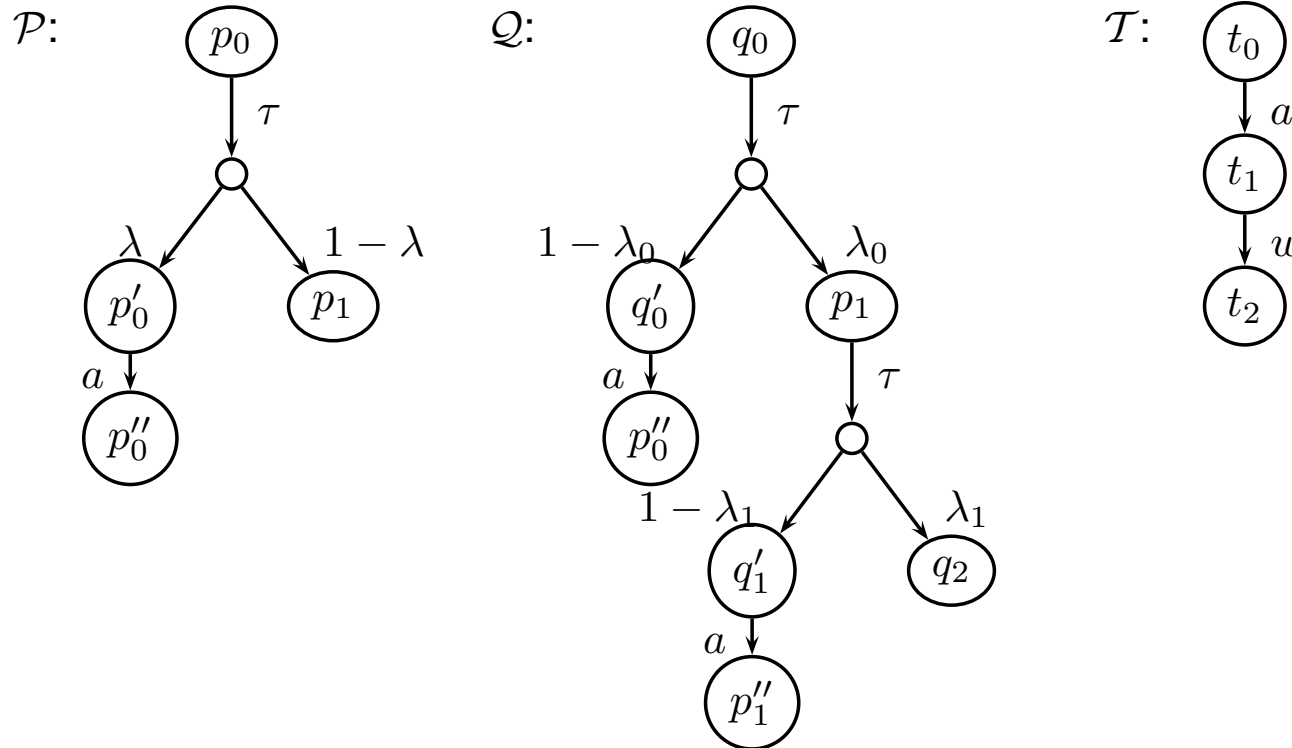 𝒫: p₀ 𝒬: q₀ 𝒯: t₀
τ τ a
t₁
λ 1 − λ 1 − λ₀ λ₀ u
p′₀ p₁ q′₀ p₁ t₂
a a τ
p″₀ p″₀
1 − λ₁ λ₁
q′₁ q₂
a
p″₁